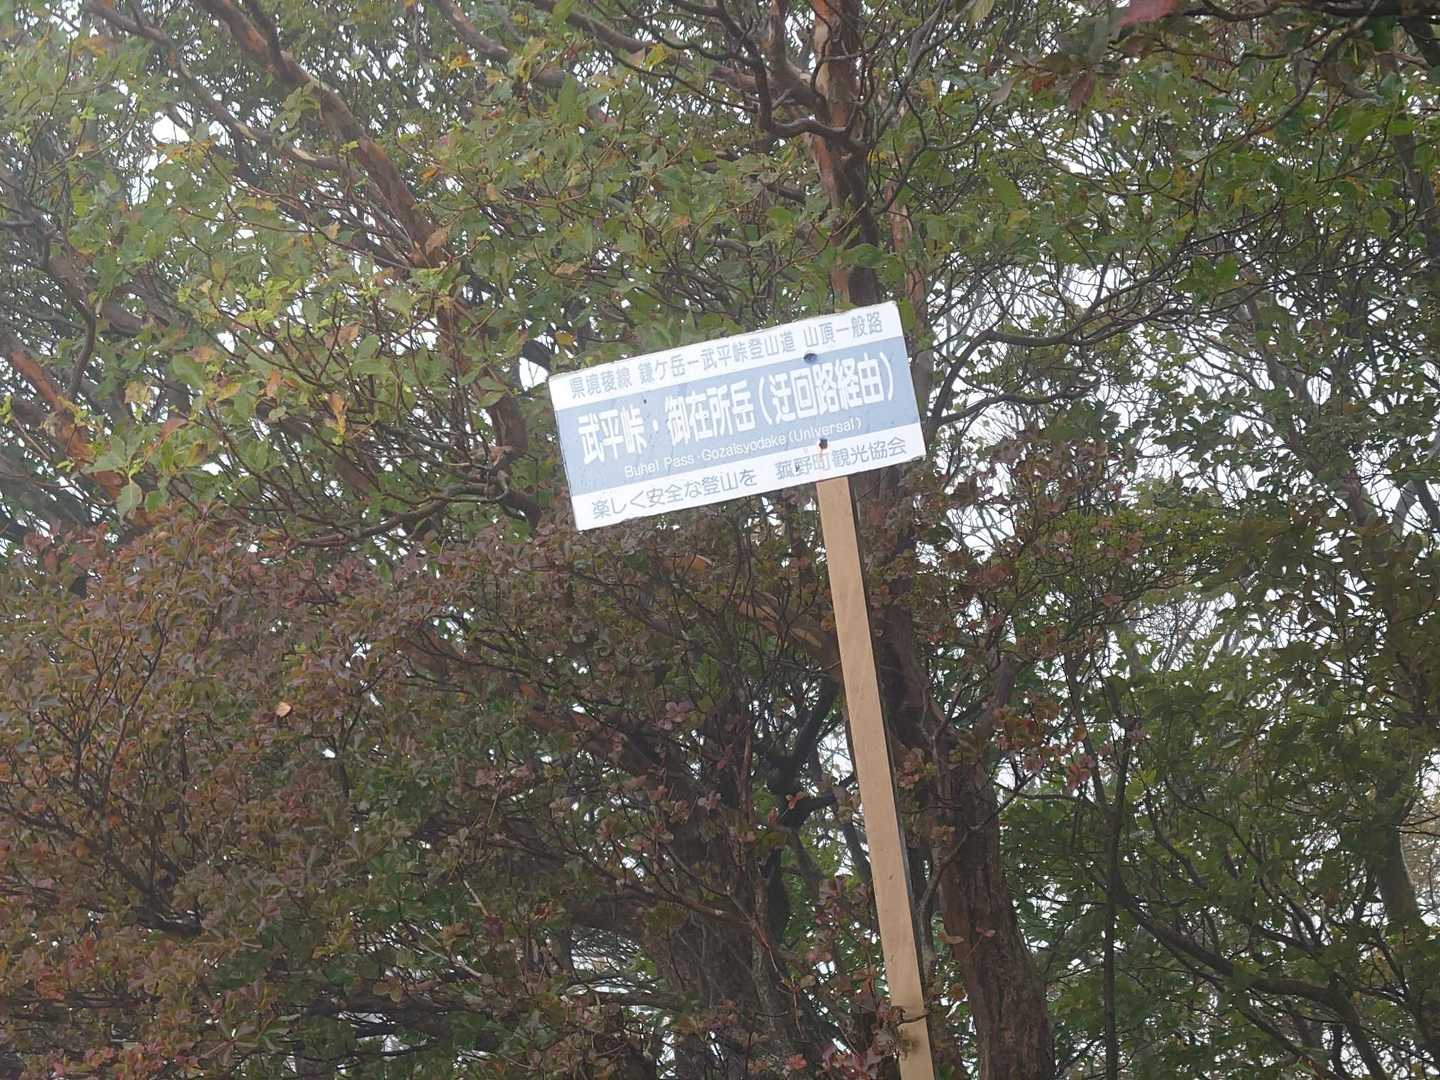 県境稜線 鎌ケ岳ー武平峠登山道 山頂一般路
武平峠・御在所岳（迂回路経由）
Buhei Pass・Gozaisyodake (Universal)
楽しく安全な登山を 菰野町観光協会